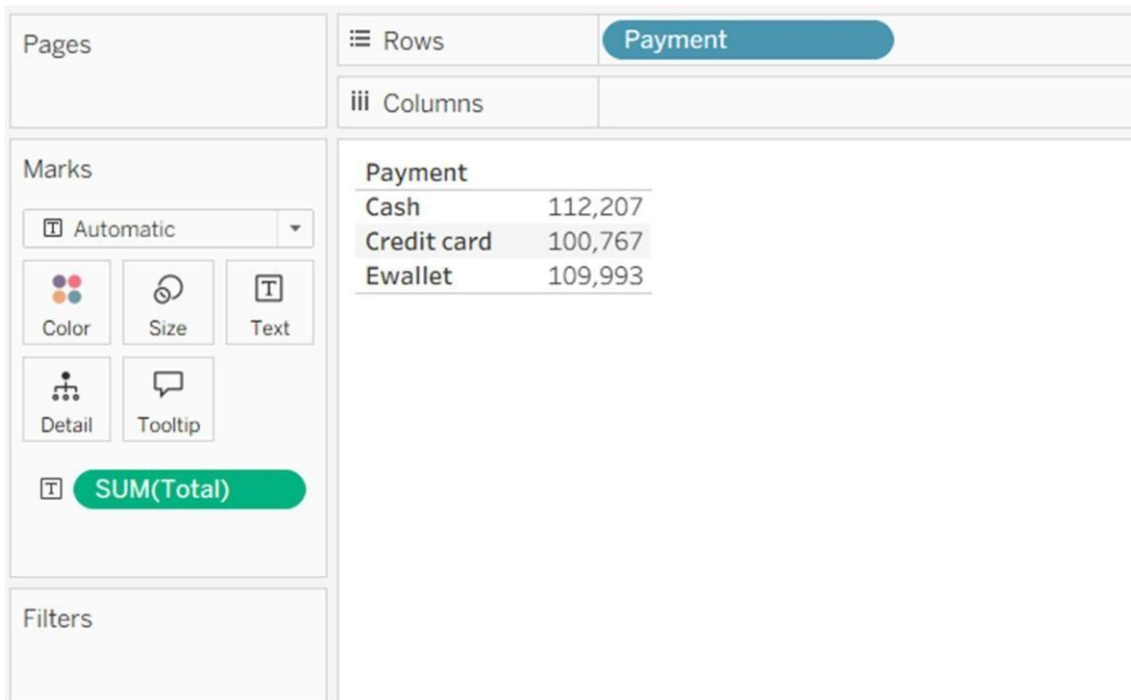 Pages
Rows
Payment
Columns
Marks
Automatic
Color
Size
T
Text
Detail
Tooltip
T SUM(Total)
Filters
Payment
Cash 112,207
Credit card 100,767
Ewallet 109,993